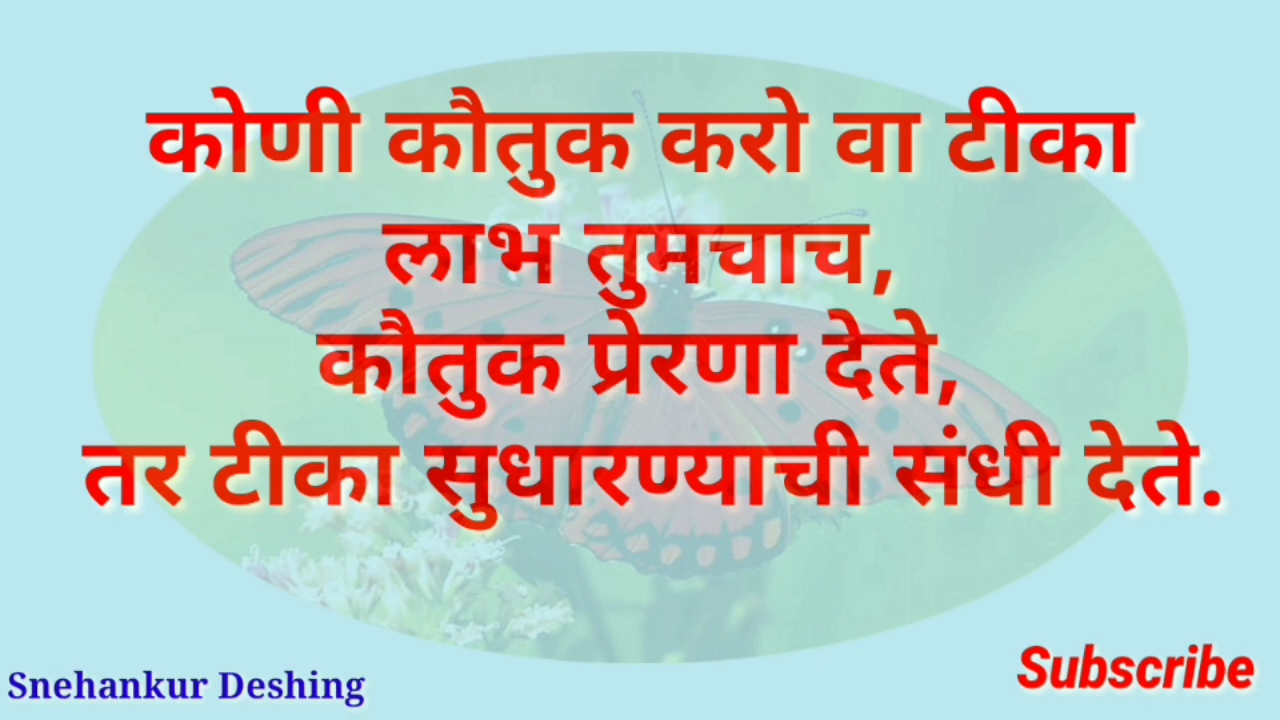 कोणी कौतुक करो वा टीका
लाभ तुमचाच,
कौतुक प्रेरणा देते,
तर टीका सुधारण्याची संधी देते.
Snehankur Deshing
Subscribe